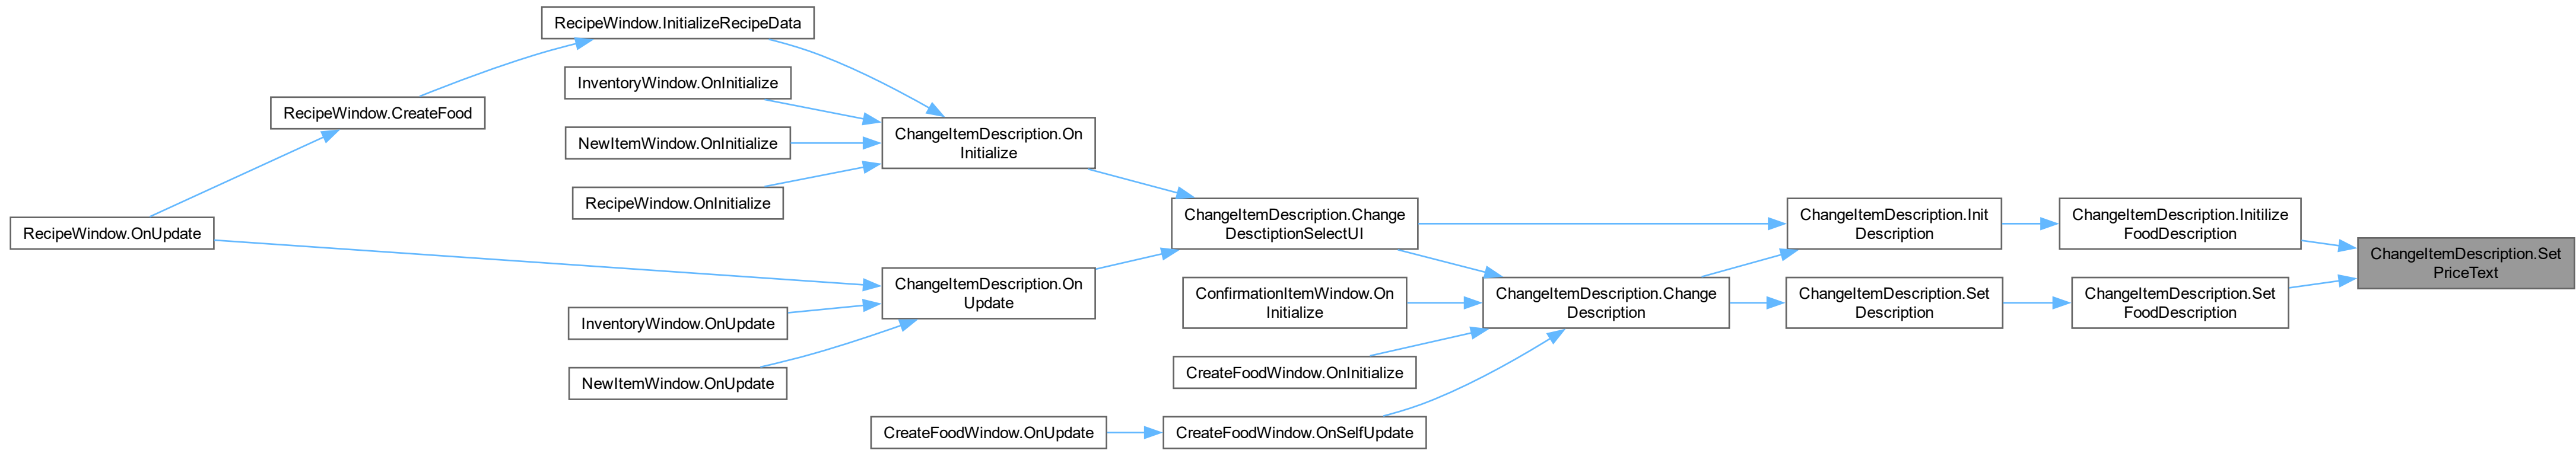 RecipeWindow.InitializeRecipeData
InventoryWindow.OnInitialize
RecipeWindow.CreateFood
ChangeItemDescription.On
Initialize
NewItemWindow.OnInitialize
RecipeWindow.OnInitialize
RecipeWindow.OnUpdate
ChangeItemDescription.Change
DesctiptionSelectUI
ChangeItemDescription.Init
Description
ChangeItemDescription.Initilize
FoodDescription
ChangeItemDescription.Set
PriceText
ChangeItemDescription.On
Update
ConfirmationItemWindow.On
Initialize
ChangeItemDescription.Change
Description
ChangeItemDescription.Set
Description
ChangeItemDescription.Set
FoodDescription
InventoryWindow.OnUpdate
NewItemWindow.OnUpdate
CreateFoodWindow.OnInitialize
CreateFoodWindow.OnUpdate
CreateFoodWindow.OnSelfUpdate